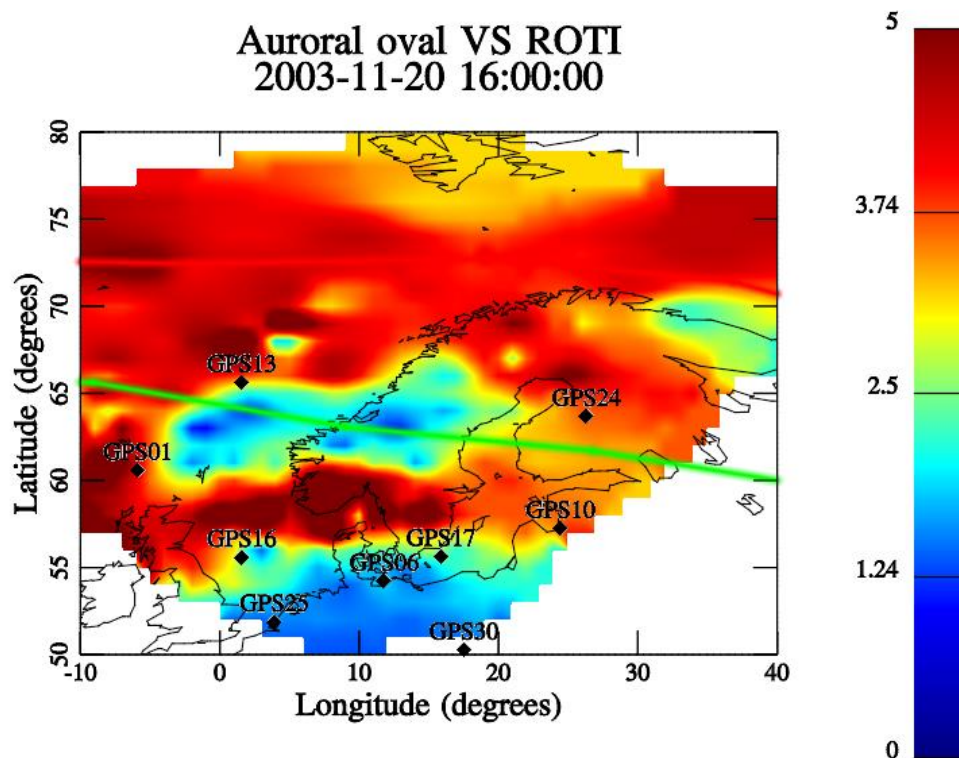 Auroral oval VS ROTI
2003-11-20 16:00:00
5
3.74
2.5
1.24
0
80
75
70
65
60
55
50
Latitude (degrees)
GPS13
GPS24
GPS01
GPS10
GPS16
GPS17
GPS06
GPS25
GPS30
-10
0
10
20
30
40
Longitude (degrees)